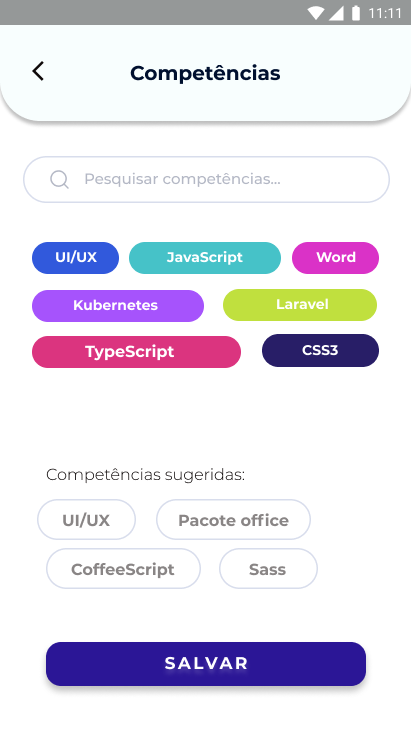 11:11
Competências
Pesquisar competências...
UI/UX JavaScript Word
Kubernetes Laravel
TypeScript CSS3
Competências sugeridas:
UI/UX Pacote office
CoffeeScript Sass
SALVAR